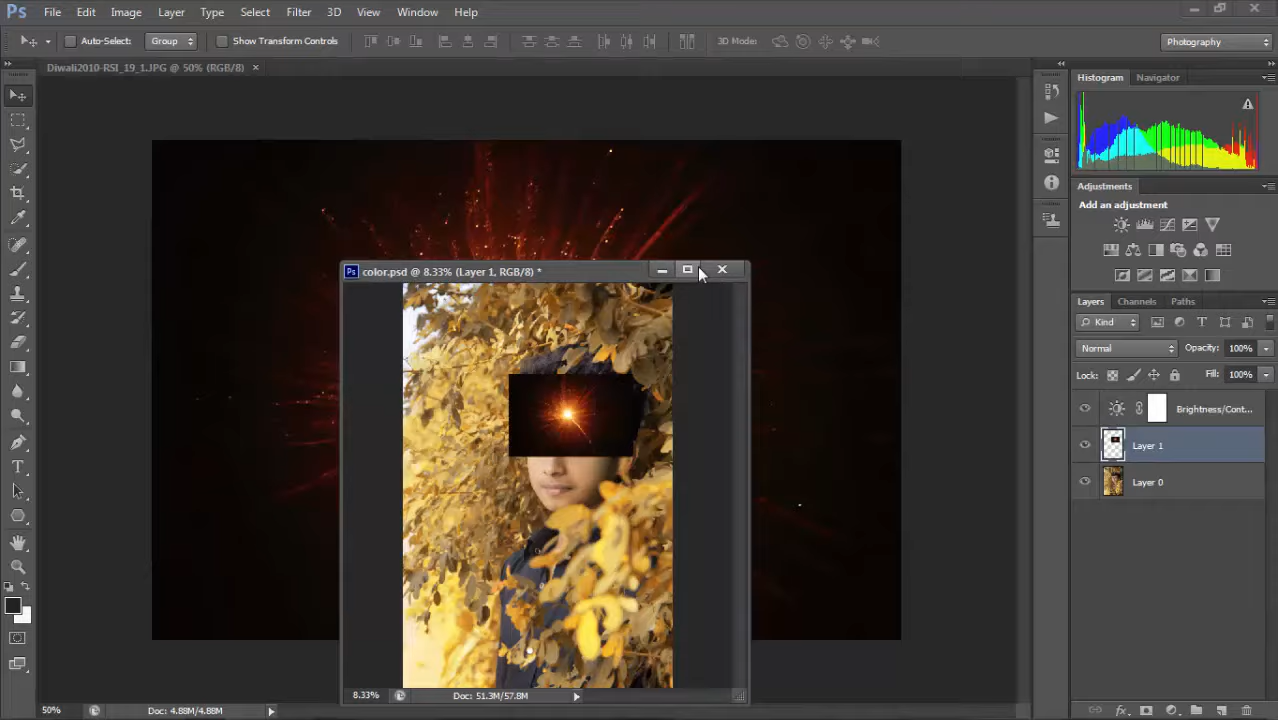 Ps File Edit Image Layer Type Select Filter 3D View Window Help
Auto-Select: Group Show Transform Controls 3D Mode: Photography
Diwali2010-RSI_19_1.JPG @ 50% (RGB/8) ×
Histogram Navigator
Adjustments
Add an adjustment
Ps color.psd @ 8.33% (Layer 1, RGB/8) *
Layers Channels Paths
Kind
Normal Opacity: 100%
Lock: Fill: 100%
Brightness/Cont...
Layer 1
Layer 0
8.33% Doc: 51.3M/57.8M
50% Doc: 4.88M/4.88M